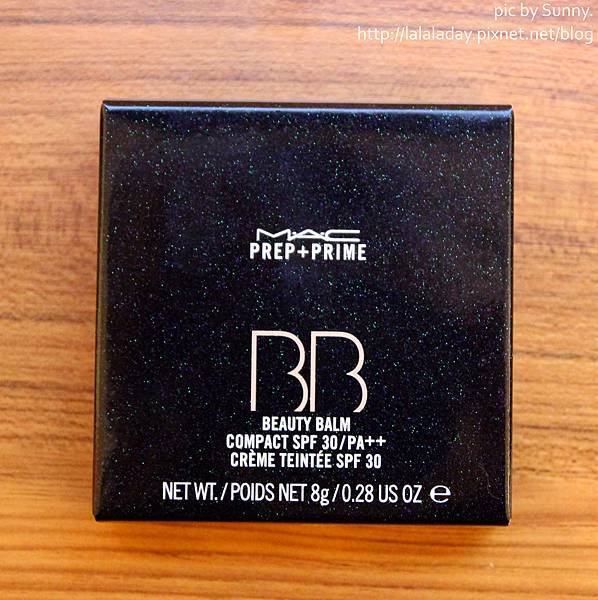 pic by Sunny.
http://lalaladay.pixnet.net/blog
MAC
PREP+PRIME
BB
BEAUTY BALM
COMPACT SPF 30/PA++
CRÈME TEINTÉE SPF 30
NET WT./POIDS NET 8g/0.28 US OZ ℮